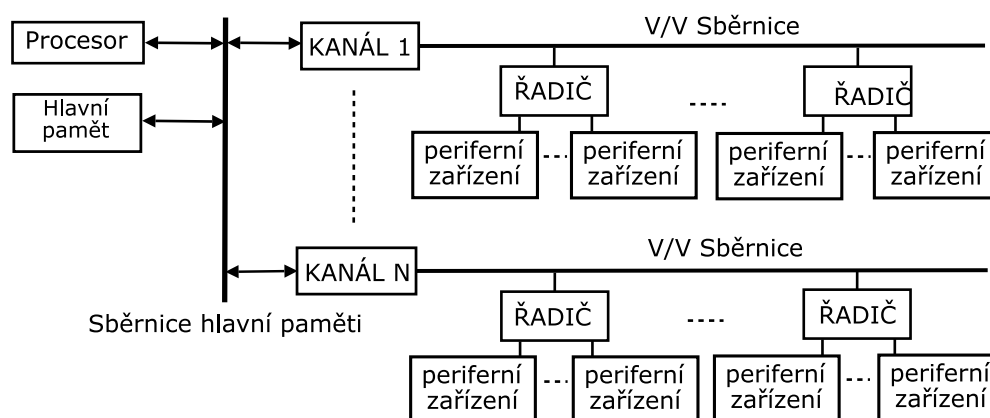 Procesor
Hlavní
pamět
KANÁL 1
V/V Sběrnice
ŘADIČ
ŘADIČ
periferní
zařízení
periferní
zařízení
periferní
zařízení
periferní
zařízení
KANÁL N
V/V Sběrnice
Sběrnice hlavní paměti
ŘADIČ
ŘADIČ
periferní
zařízení
periferní
zařízení
periferní
zařízení
periferní
zařízení